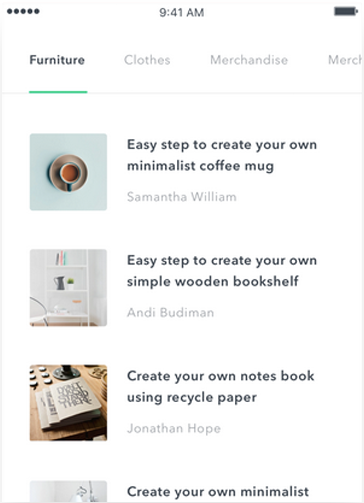 9:41 AM
Furniture Clothes Merchandise Merch
Easy step to create your own
minimalist coffee mug
Samantha William
Easy step to create your own
simple wooden bookshelf
Andi Budiman
Create your own notes book
using recycle paper
Jonathan Hope
Create your own minimalist